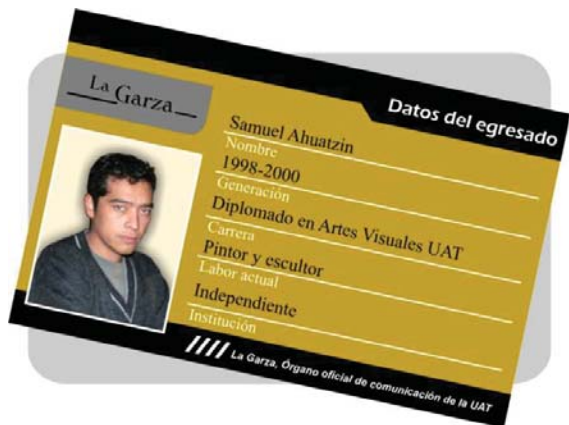 La Garza
Datos del egresado
Samuel Ahuatzin
Nombre
1998-2000
Generación
Diplomado en Artes Visuales UAT
Carrera
Pintor y escultor
Labor actual
Independiente
Institución
La Garza, Órgano oficial de comunicación de la UAT